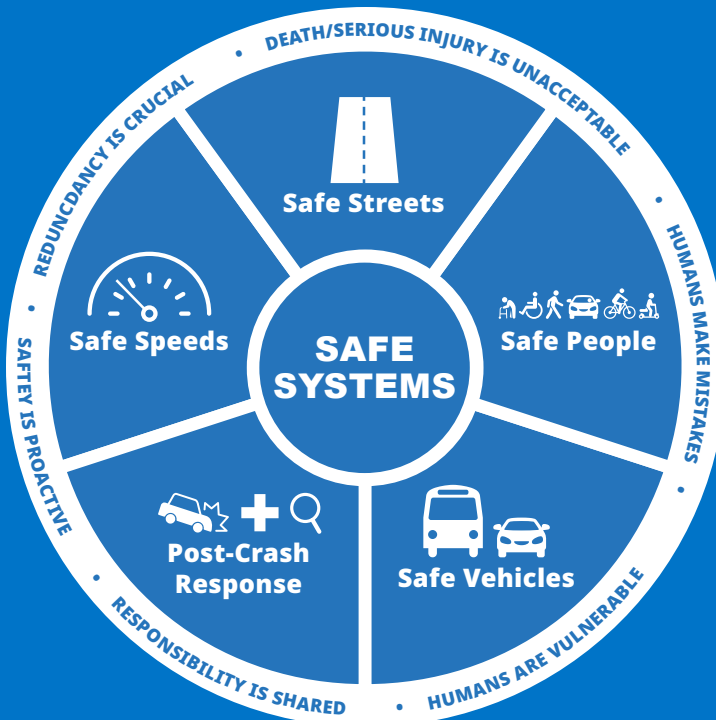 DEATH/SERIOUS INJURY IS UNACCEPTABLE
•
HUMANS MAKE MISTAKES
•
HUMANS ARE VULNERABLE
•
RESPONSIBILITY IS SHARED
•
SAFTEY IS PROACTIVE
•
REDUNCDANCY IS CRUCIAL
•
Safe Streets
Safe People
Safe Vehicles
Post-Crash
Response
Safe Speeds
SAFE
SYSTEMS